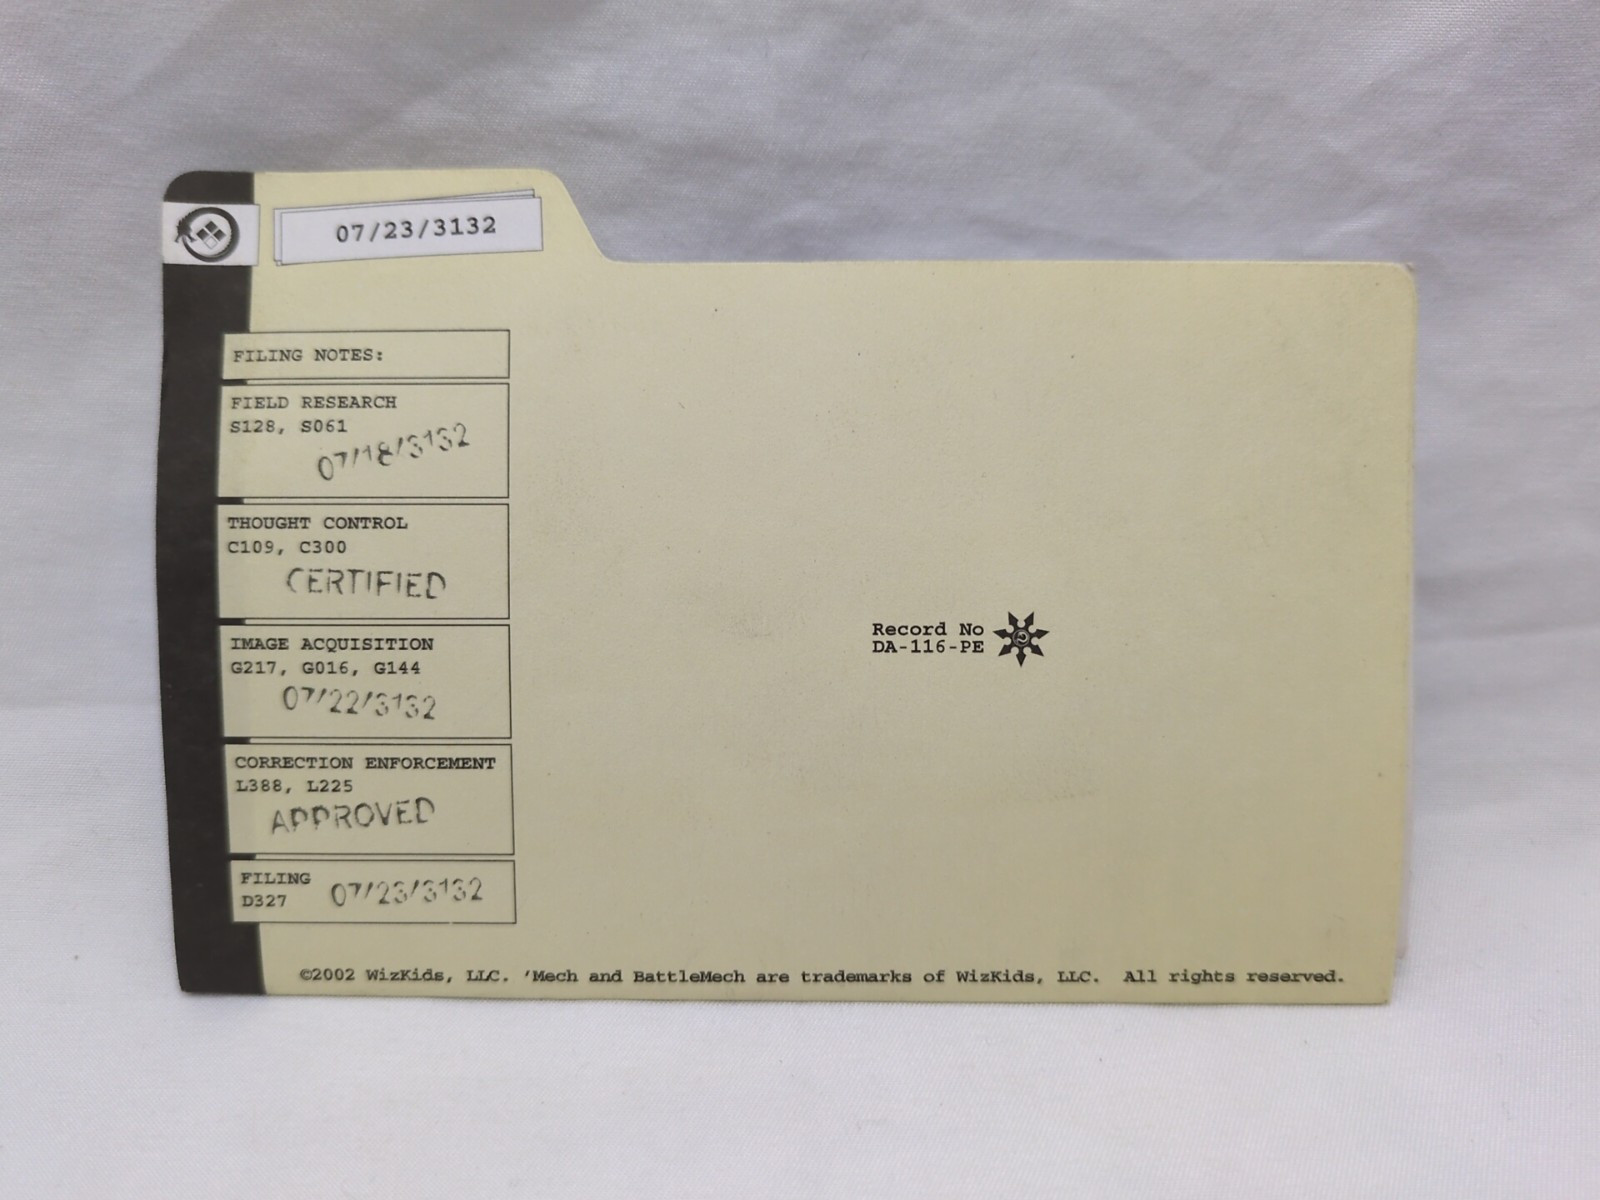 07/23/3132
FILING NOTES:
FIELD RESEARCH
S128, S061
07/18/3132
THOUGHT CONTROL
C109, C300
CERTIFIED
IMAGE ACQUISITION
G217, G016, G144
07/22/3132
CORRECTION ENFORCEMENT
L388, L225
APPROVED
FILING
D327
07/23/3132
Record No
DA-116-PE
©2002 WizKids, LLC. 'Mech and BattleMech are trademarks of WizKids, LLC. All rights reserved.